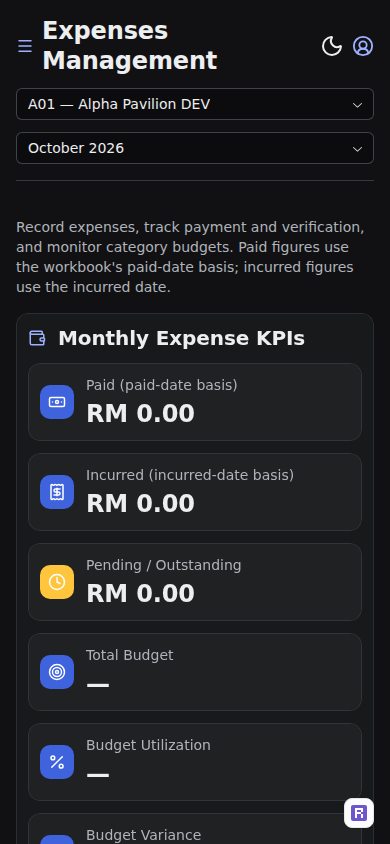 Expenses
Management
A01 — Alpha Pavilion DEV
October 2026
Record expenses, track payment and verification,
and monitor category budgets. Paid figures use
the workbook's paid-date basis; incurred figures
use the incurred date.
Monthly Expense KPIs
Paid (paid-date basis)
RM 0.00
Incurred (incurred-date basis)
RM 0.00
Pending / Outstanding
RM 0.00
Total Budget
—
Budget Utilization
—
Budget Variance